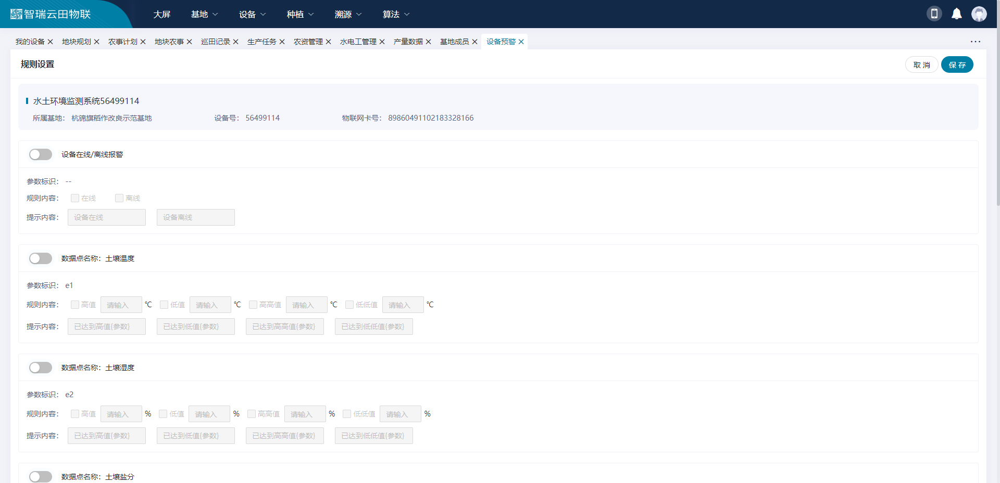 智瑞云田物联 大屏 基地 设备 种植 溯源 算法
我的设备 地块规划 农事计划 地块农事 巡田记录 生产任务 农资管理 水电工管理 产量数据 基地成员 设备预警
规则设置 取 消 保 存
水土环境监测系统56499114
所属基地： 杭锦旗稻作改良示范基地 设备号： 56499114 物联网卡号： 89860491102183328166
设备在线/离线报警
参数标识： --
规则内容： 在线 离线
提示内容： 设备在线 设备离线
数据点名称：土壤温度
参数标识： e1
规则内容： 高值 请输入 ℃ 低值 请输入 ℃ 高高值 请输入 ℃ 低低值 请输入 ℃
提示内容： 已达到高值{参数} 已达到低值{参数} 已达到高高值{参数} 已达到低低值{参数}
数据点名称：土壤湿度
参数标识： e2
规则内容： 高值 请输入 % 低值 请输入 % 高高值 请输入 % 低低值 请输入 %
提示内容： 已达到高值{参数} 已达到低值{参数} 已达到高高值{参数} 已达到低低值{参数}
数据点名称：土壤盐分